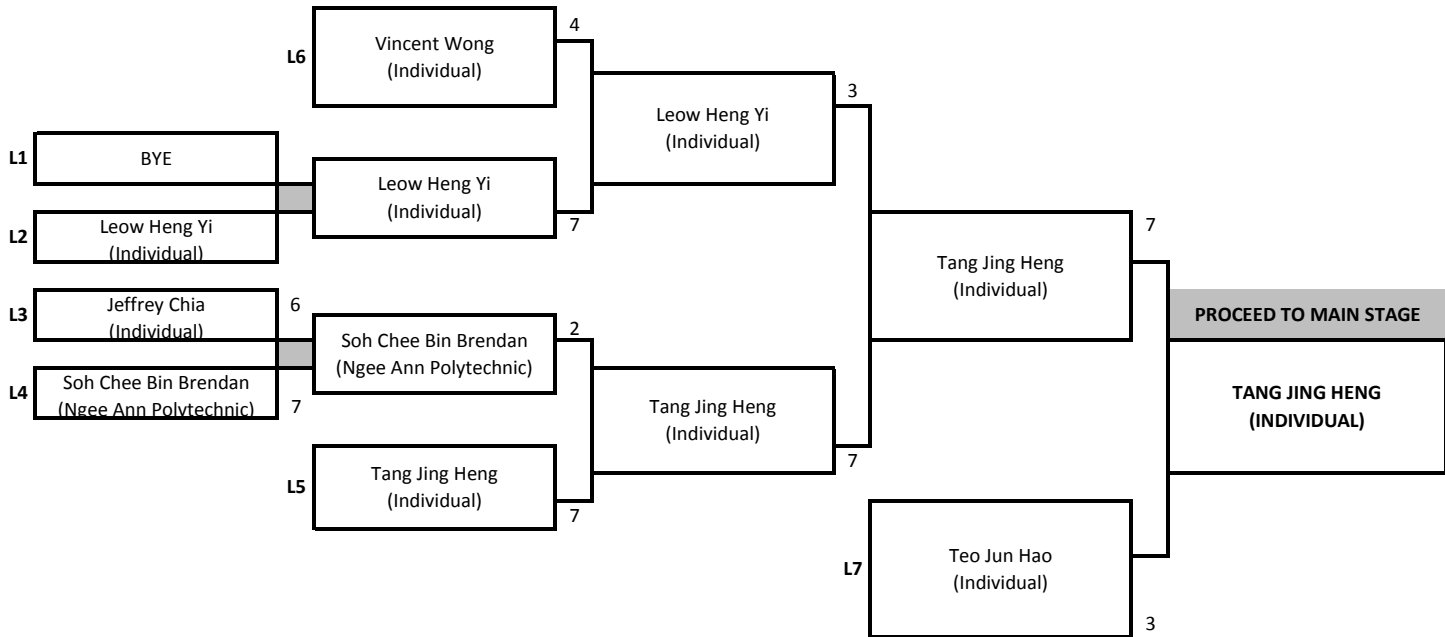 4
Vincent Wong
(Individual)
L6
3
Leow Heng Yi
(Individual)
L1
BYE
Leow Heng Yi
(Individual)
7
L2
Leow Heng Yi
(Individual)
7
Tang Jing Heng
(Individual)
L3
Jeffrey Chia
(Individual)
6
PROCEED TO MAIN STAGE
Soh Chee Bin Brendan
(Ngee Ann Polytechnic)
2
L4
Soh Chee Bin Brendan
(Ngee Ann Polytechnic)
7
Tang Jing Heng
(Individual)
TANG JING HENG
(INDIVIDUAL)
7
L5
Tang Jing Heng
(Individual)
7
L7
Teo Jun Hao
(Individual)
3